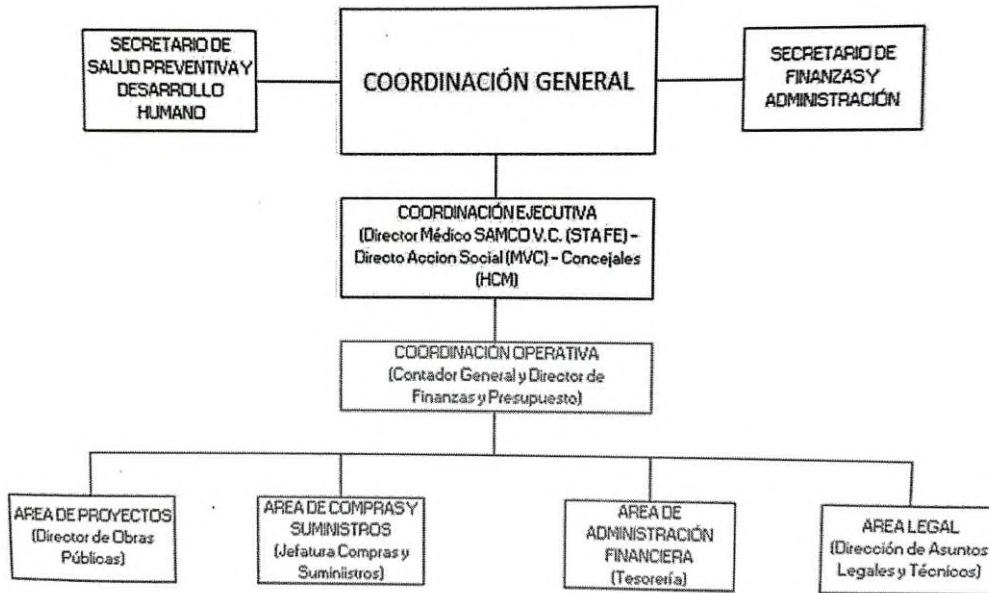 SECRETARIO DE
SALUD PREVENTIVA Y
DESARROLLO
HUMANO
COORDINACIÓN GENERAL
SECRETARIO DE
FINANZAS Y
ADMINISTRACIÓN
COORDINACIÓN EJECUTIVA
(Director Médico SAMCO V.C. (STA FE) –
Directo Accion Social (MVC) – Concejales
(HCM)
COORDINACIÓN OPERATIVA
(Contador General y Director de
Finanzas y Presupuesto)
AREA DE PROYECTOS
(Director de Obras
Públicas)
AREA DE COMPRAS Y
SUMINISTROS
(Jefatura Compras y
Suminiistros)
AREA DE
ADMINISTRACIÓN
FINANCIERA
(Tesorería)
AREA LEGAL
(Dirección de Asuntos
Legales y Técnicos)